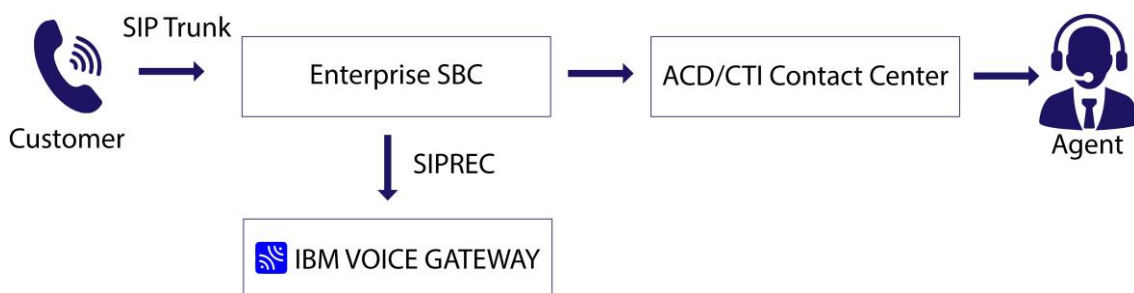 SIP Trunk
Enterprise SBC
ACD/CTI Contact Center
Customer
Agent
SIPREC
IBM VOICE GATEWAY